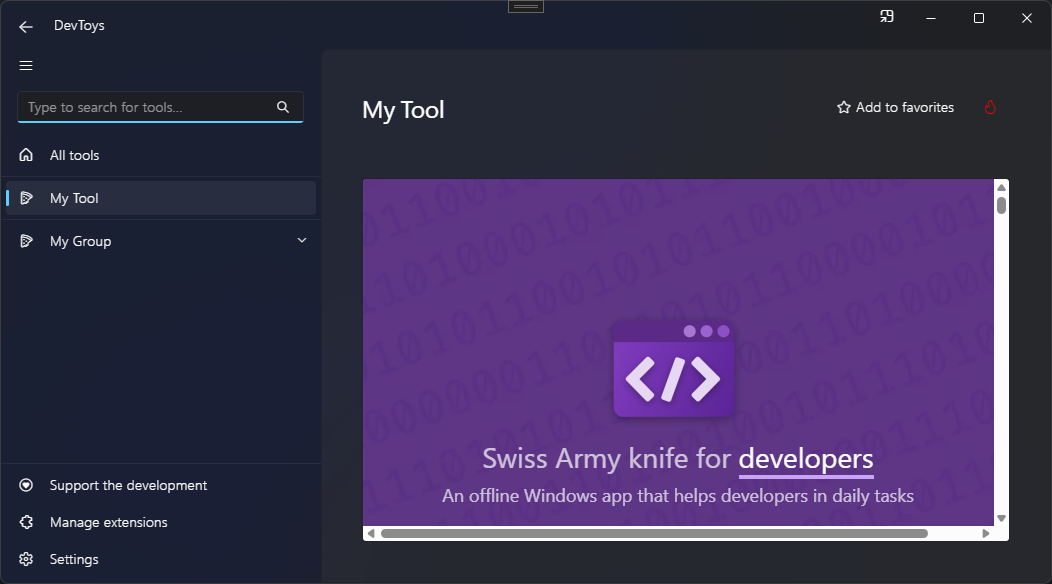 DevToys
Type to search for tools...
All tools
My Tool
My Group
Support the development
Manage extensions
Settings
My Tool
Add to favorites
</>
Swiss Army knife for developers
An offline Windows app that helps developers in daily tasks